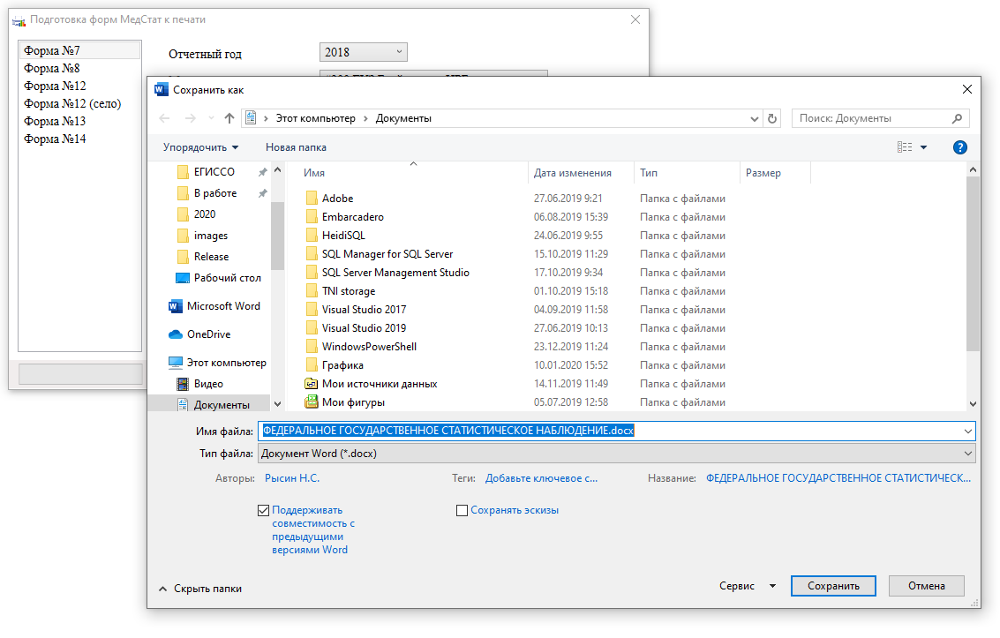 Подготовка форм МедСтат к печати
Форма №7
Форма №8
Форма №12
Форма №12 (село)
Форма №13
Форма №14
Отчетный год
2018
Сохранить как
Этот компьютер > Документы
Поиск: Документы
Упорядочить
Новая папка
ЕГИССО
В работе
2020
images
Release
Рабочий стол
Microsoft Word
OneDrive
Этот компьютер
Видео
Документы
Имя Дата изменения Тип Размер
Adobe 27.06.2019 9:21 Папка с файлами
Embarcadero 06.08.2019 15:39 Папка с файлами
HeidiSQL 24.06.2019 9:55 Папка с файлами
SQL Manager for SQL Server 15.10.2019 11:29 Папка с файлами
SQL Server Management Studio 17.10.2019 9:34 Папка с файлами
TNI storage 01.10.2019 15:18 Папка с файлами
Visual Studio 2017 04.09.2019 11:58 Папка с файлами
Visual Studio 2019 27.06.2019 10:13 Папка с файлами
WindowsPowerShell 23.12.2019 11:24 Папка с файлами
Графика 10.01.2020 15:52 Папка с файлами
Мои источники данных 14.11.2019 11:49 Папка с файлами
Мои фигуры 05.07.2019 12:58 Папка с файлами
Имя файла: ФЕДЕРАЛЬНОЕ ГОСУДАРСТВЕННОЕ СТАТИСТИЧЕСКОЕ НАБЛЮДЕНИЕ.docx
Тип файла: Документ Word (*.docx)
Авторы: Рысин Н.С.
Теги: Добавьте ключевое с...
Название: ФЕДЕРАЛЬНОЕ ГОСУДАРСТВЕННОЕ СТАТИСТИЧЕСК...
Поддерживать
совместимость с
предыдущими
версиями Word
Сохранять эскизы
Скрыть папки
Сервис
Сохранить
Отмена